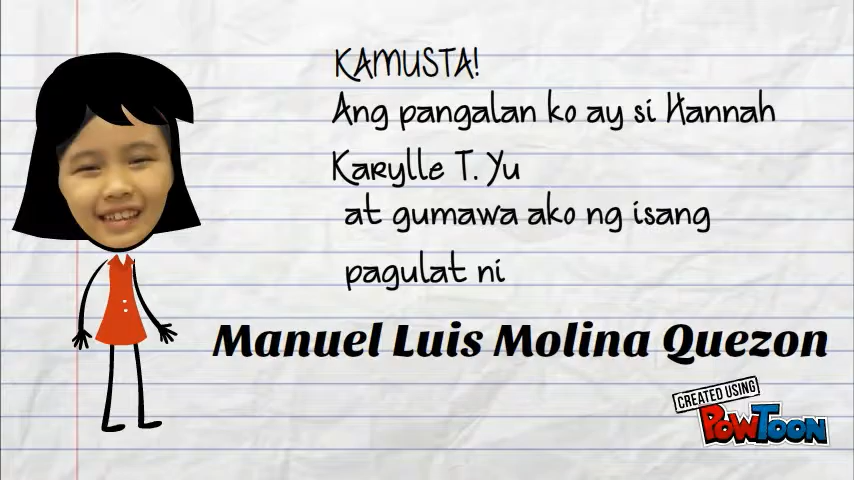 KAMUSTA!
Ang pangalan ko ay si Hannah
Karylle T. Yu
at gumawa ako ng isang
pagulat ni
Manuel Luis Molina Quezon
CREATED USING
POWTOON